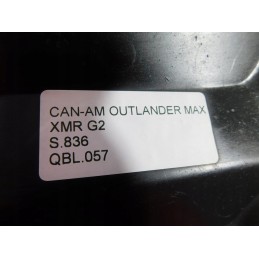 CAN-AM OUTLANDER MAX
XMR G2
S.836
QBL.057